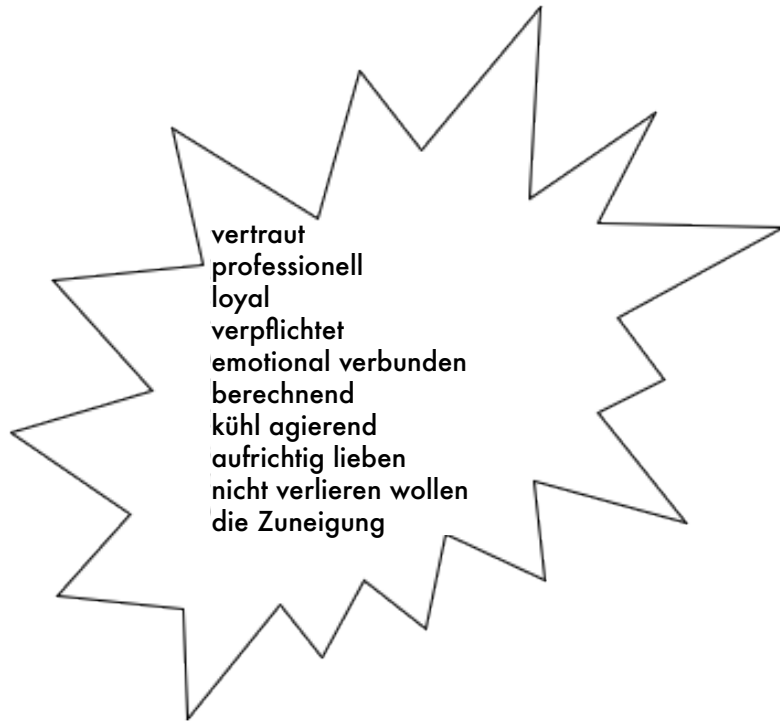 vertraut
professionell
loyal
verpflichtet
emotional verbunden
berechnend
kühl agierend
aufrichtig lieben
nicht verlieren wollen
die Zuneigung